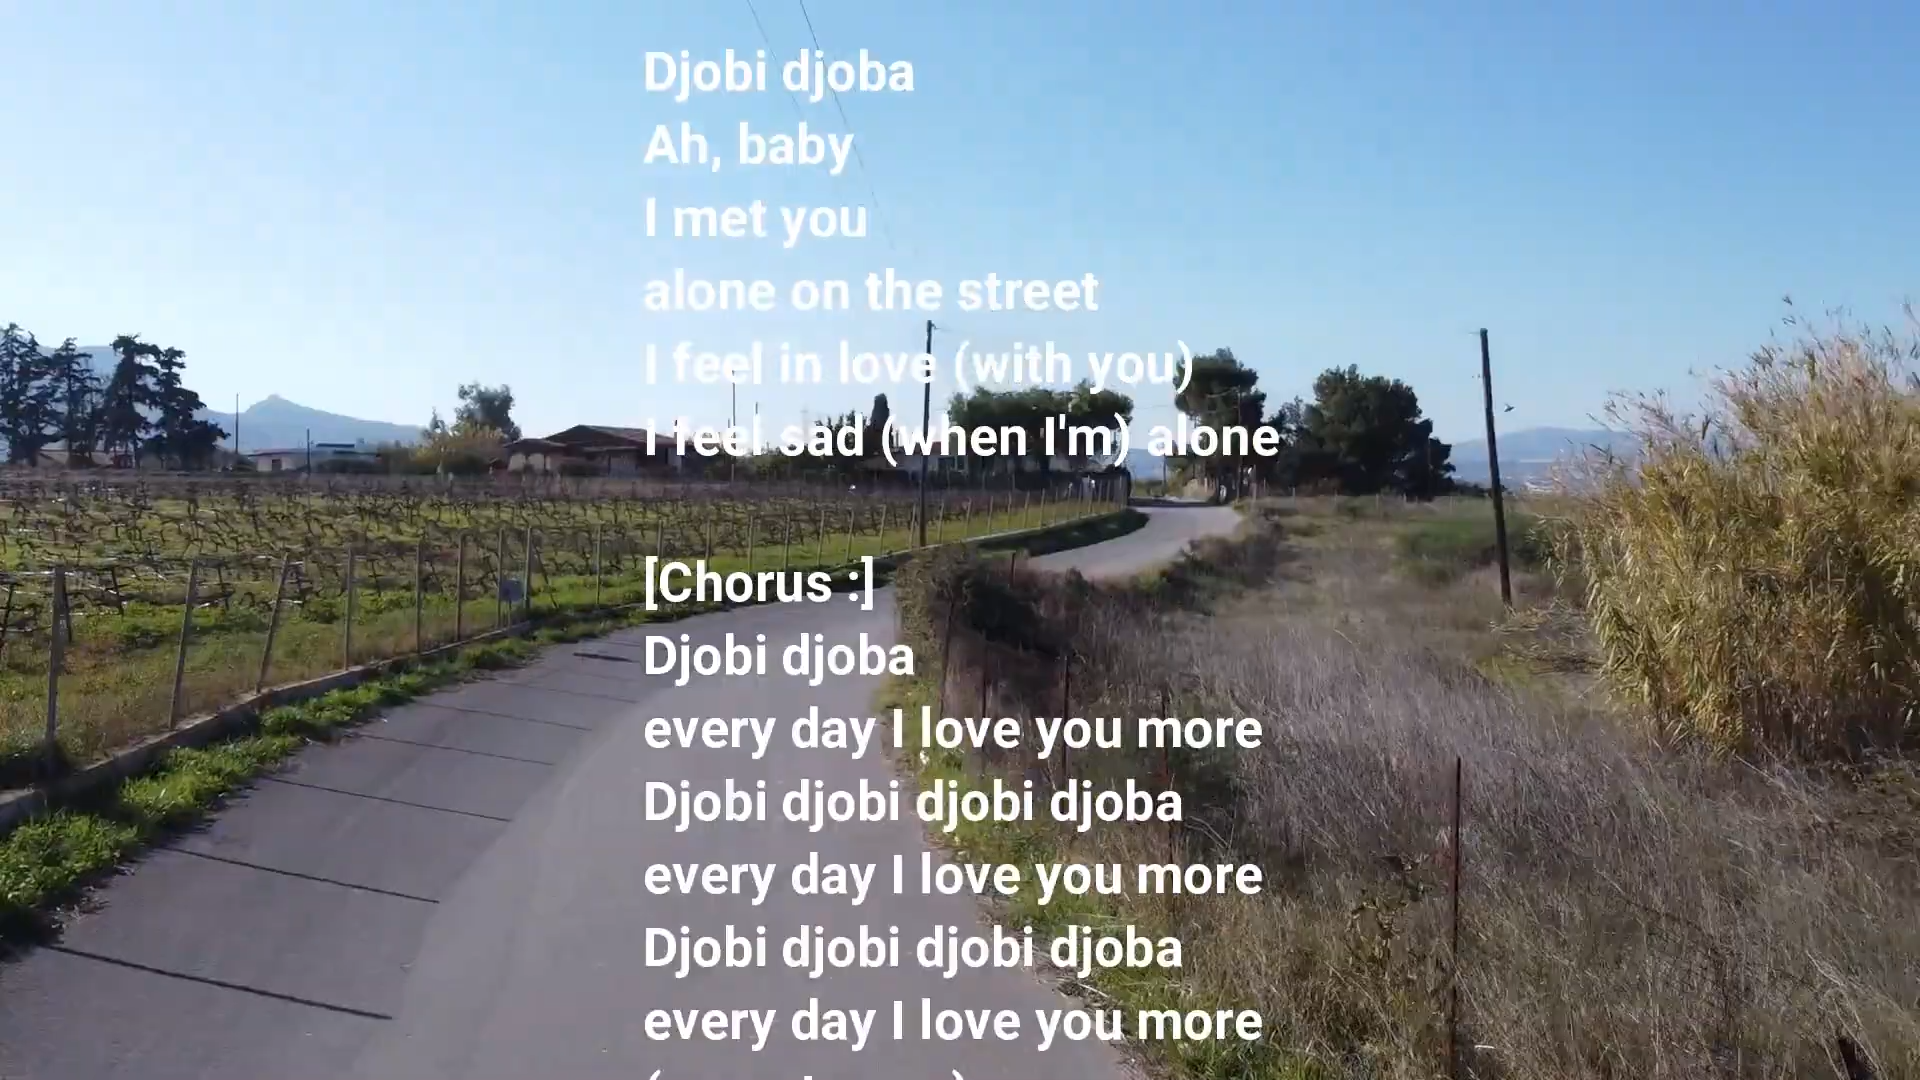 Djobi djoba
Ah, baby
I met you
alone on the street
I feel in love (with you)
I feel sad (when I'm) alone
[Chorus :]
Djobi djoba
every day I love you more
Djobi djobi djobi djoba
every day I love you more
Djobi djobi djobi djoba
every day I love you more